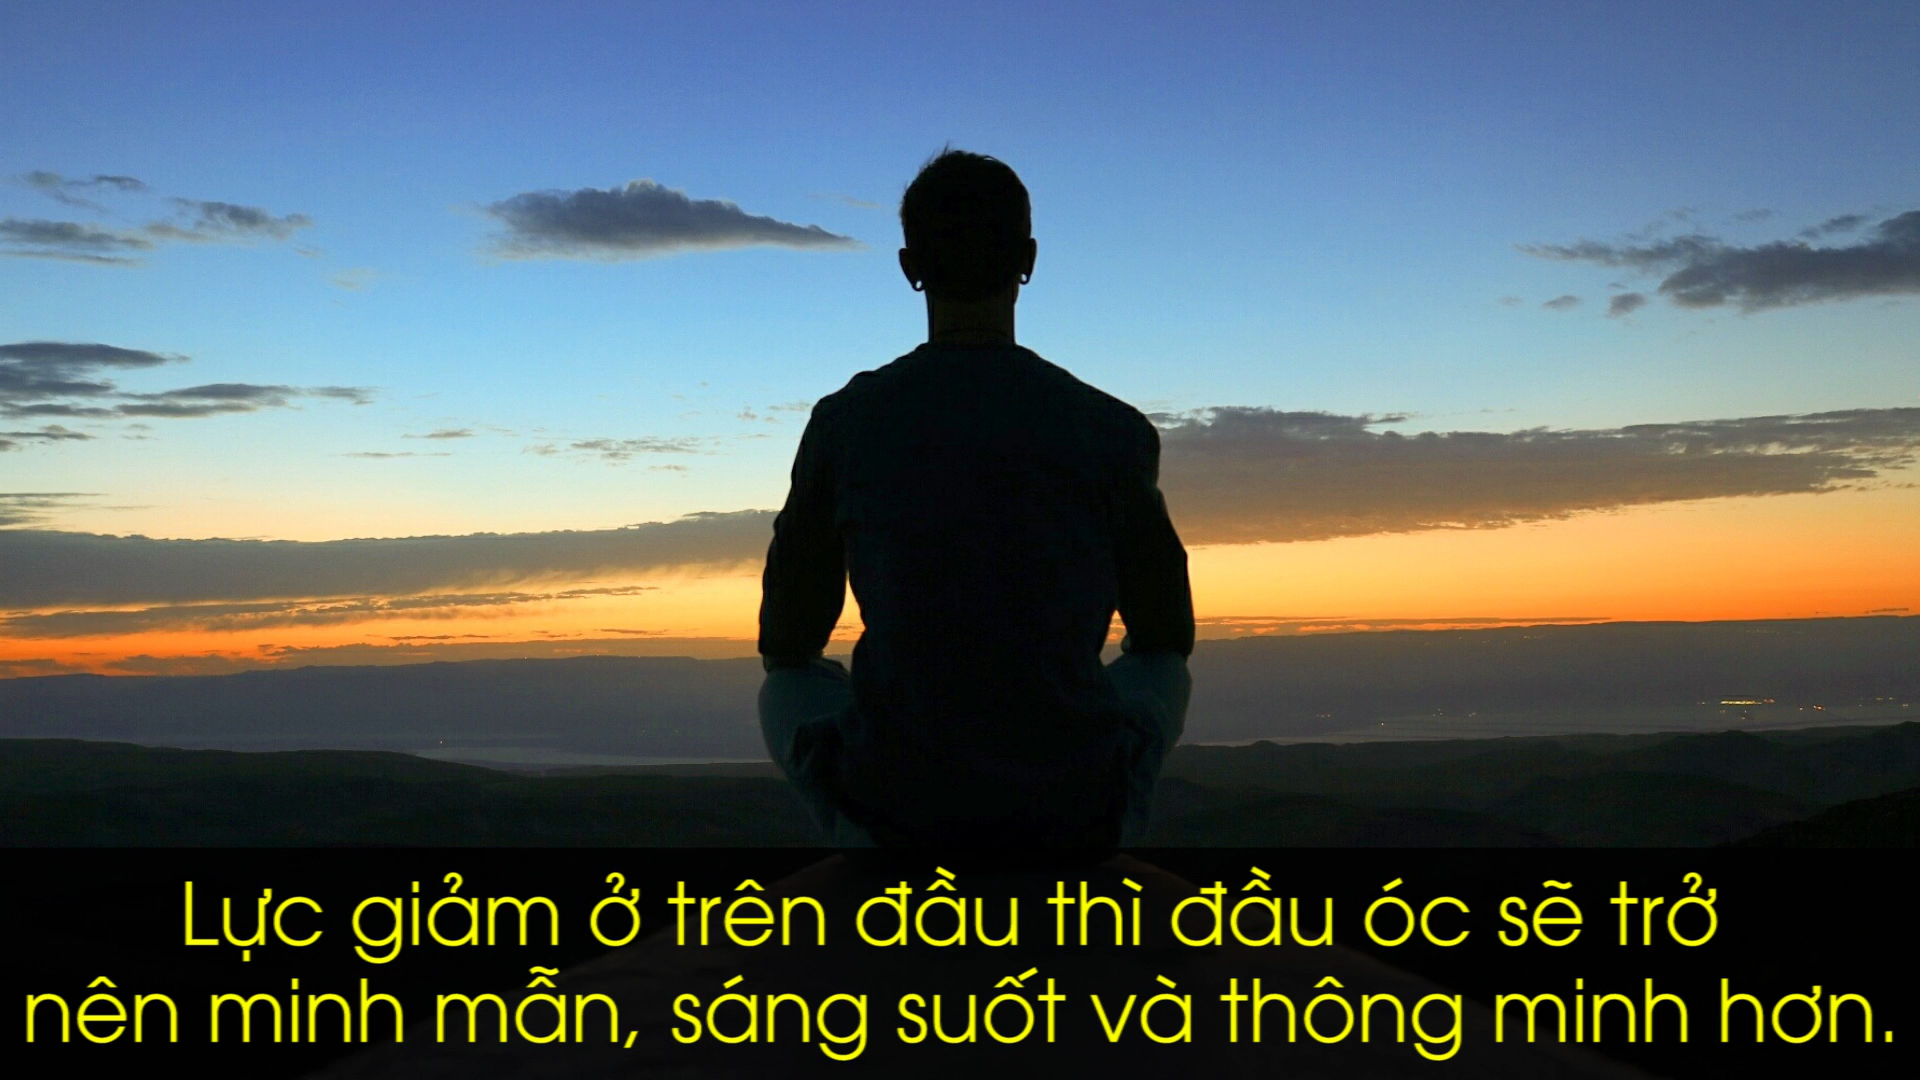 Lực giảm ở trên đầu thì đầu óc sẽ trở
nên minh mẫn, sáng suốt và thông minh hơn.